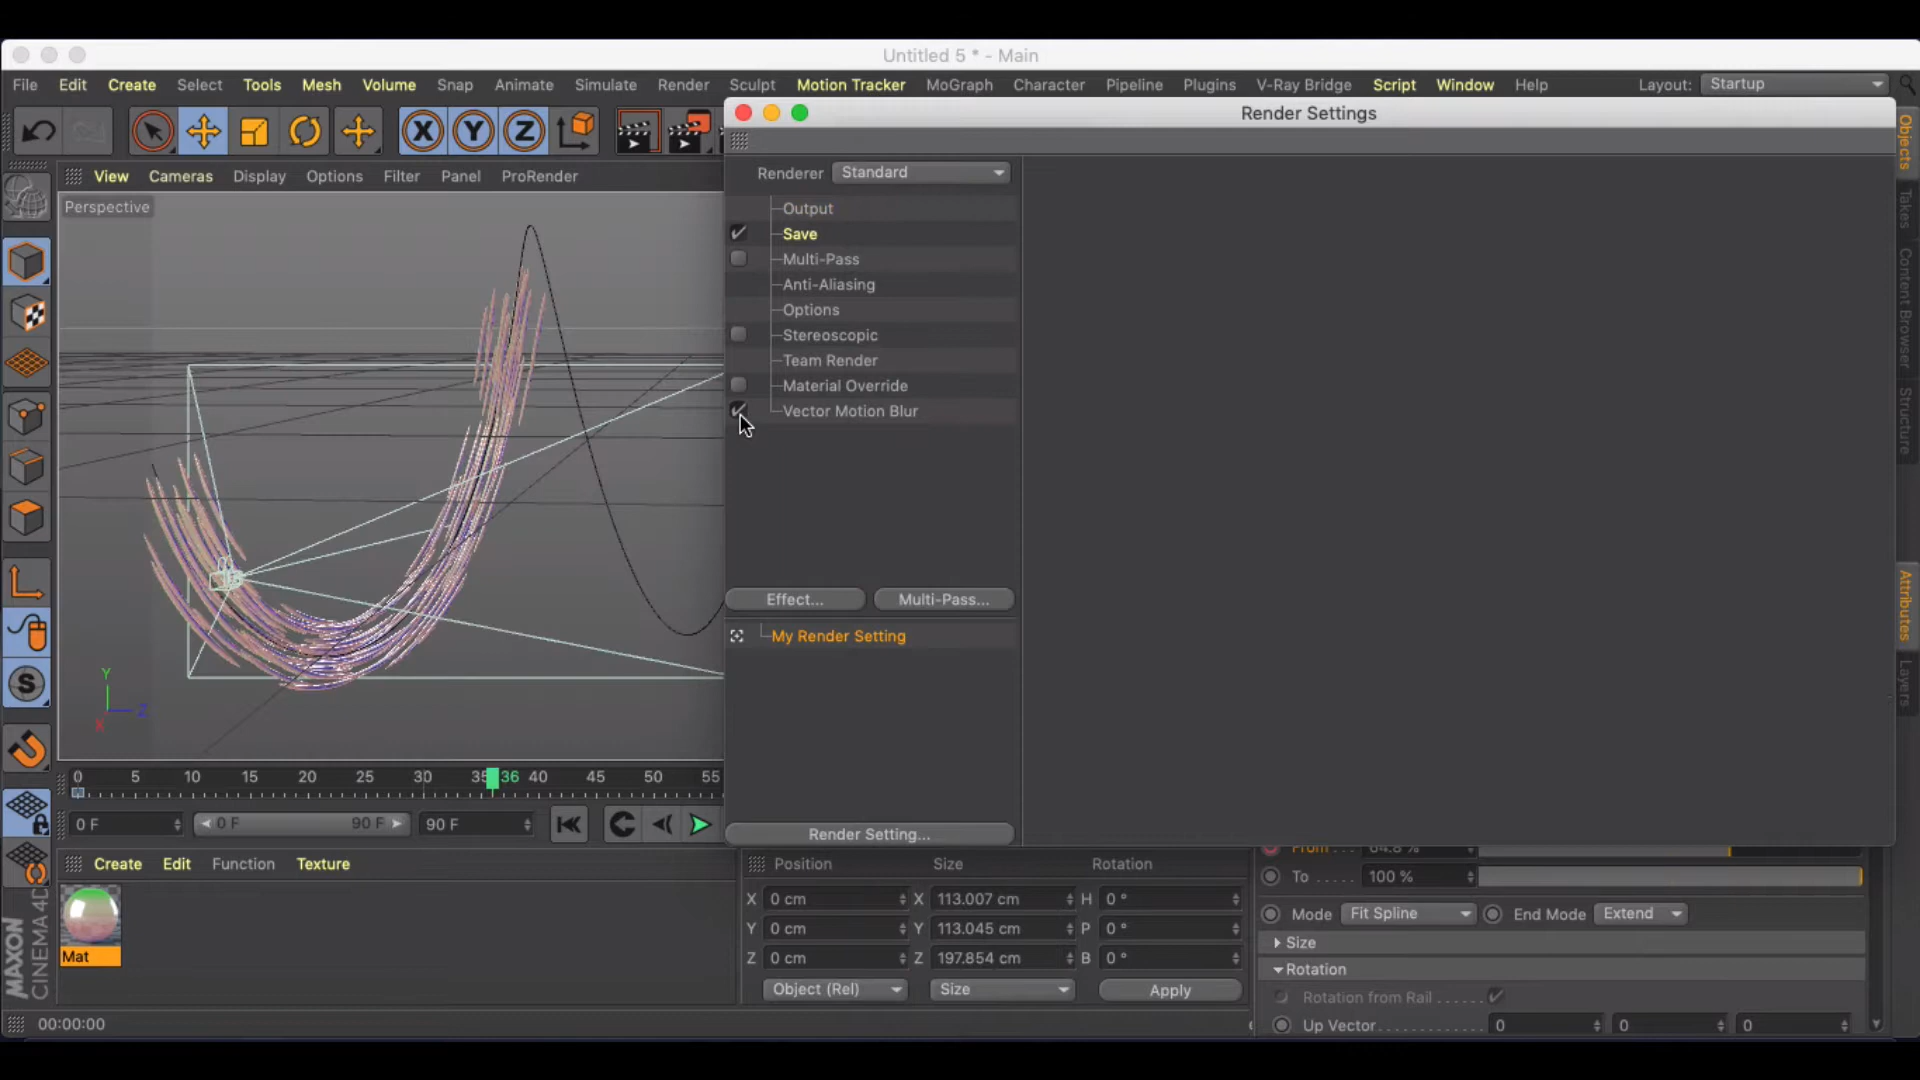 Untitled 5 * - Main
File Edit Create Select Tools Mesh Volume Snap Animate Simulate Render Sculpt Motion Tracker MoGraph Character Pipeline Plugins V-Ray Bridge Script Window Help Layout: Startup
Render Settings
X Y Z
View Cameras Display Options Filter Panel ProRender
Perspective
Renderer Standard
Output
Save
Multi-Pass
Anti-Aliasing
Options
Stereoscopic
Team Render
Material Override
Vector Motion Blur
Effect... Multi-Pass...
My Render Setting
Render Setting...
Objects
Takes
Content Browser
Structure
Attributes
Layers
S
Y
Z
X
0 5 10 15 20 25 30 35 36 40 45 50 55
0 F 0 F 90 F 90 F
Create Edit Function Texture
Mat
MAXON
CINEMA 4D
00:00:00
Position Size Rotation
X 0 cm X 113.007 cm H 0 °
Y 0 cm Y 113.045 cm P 0 °
Z 0 cm Z 197.854 cm B 0 °
Object (Rel) Size Apply
From . . . 64.8 %
To . . . . . 100 %
Mode Fit Spline End Mode Extend
Size
Rotation
Rotation from Rail . . . . . .
Up Vector . . . . . . . . . . . . . 0 0 0